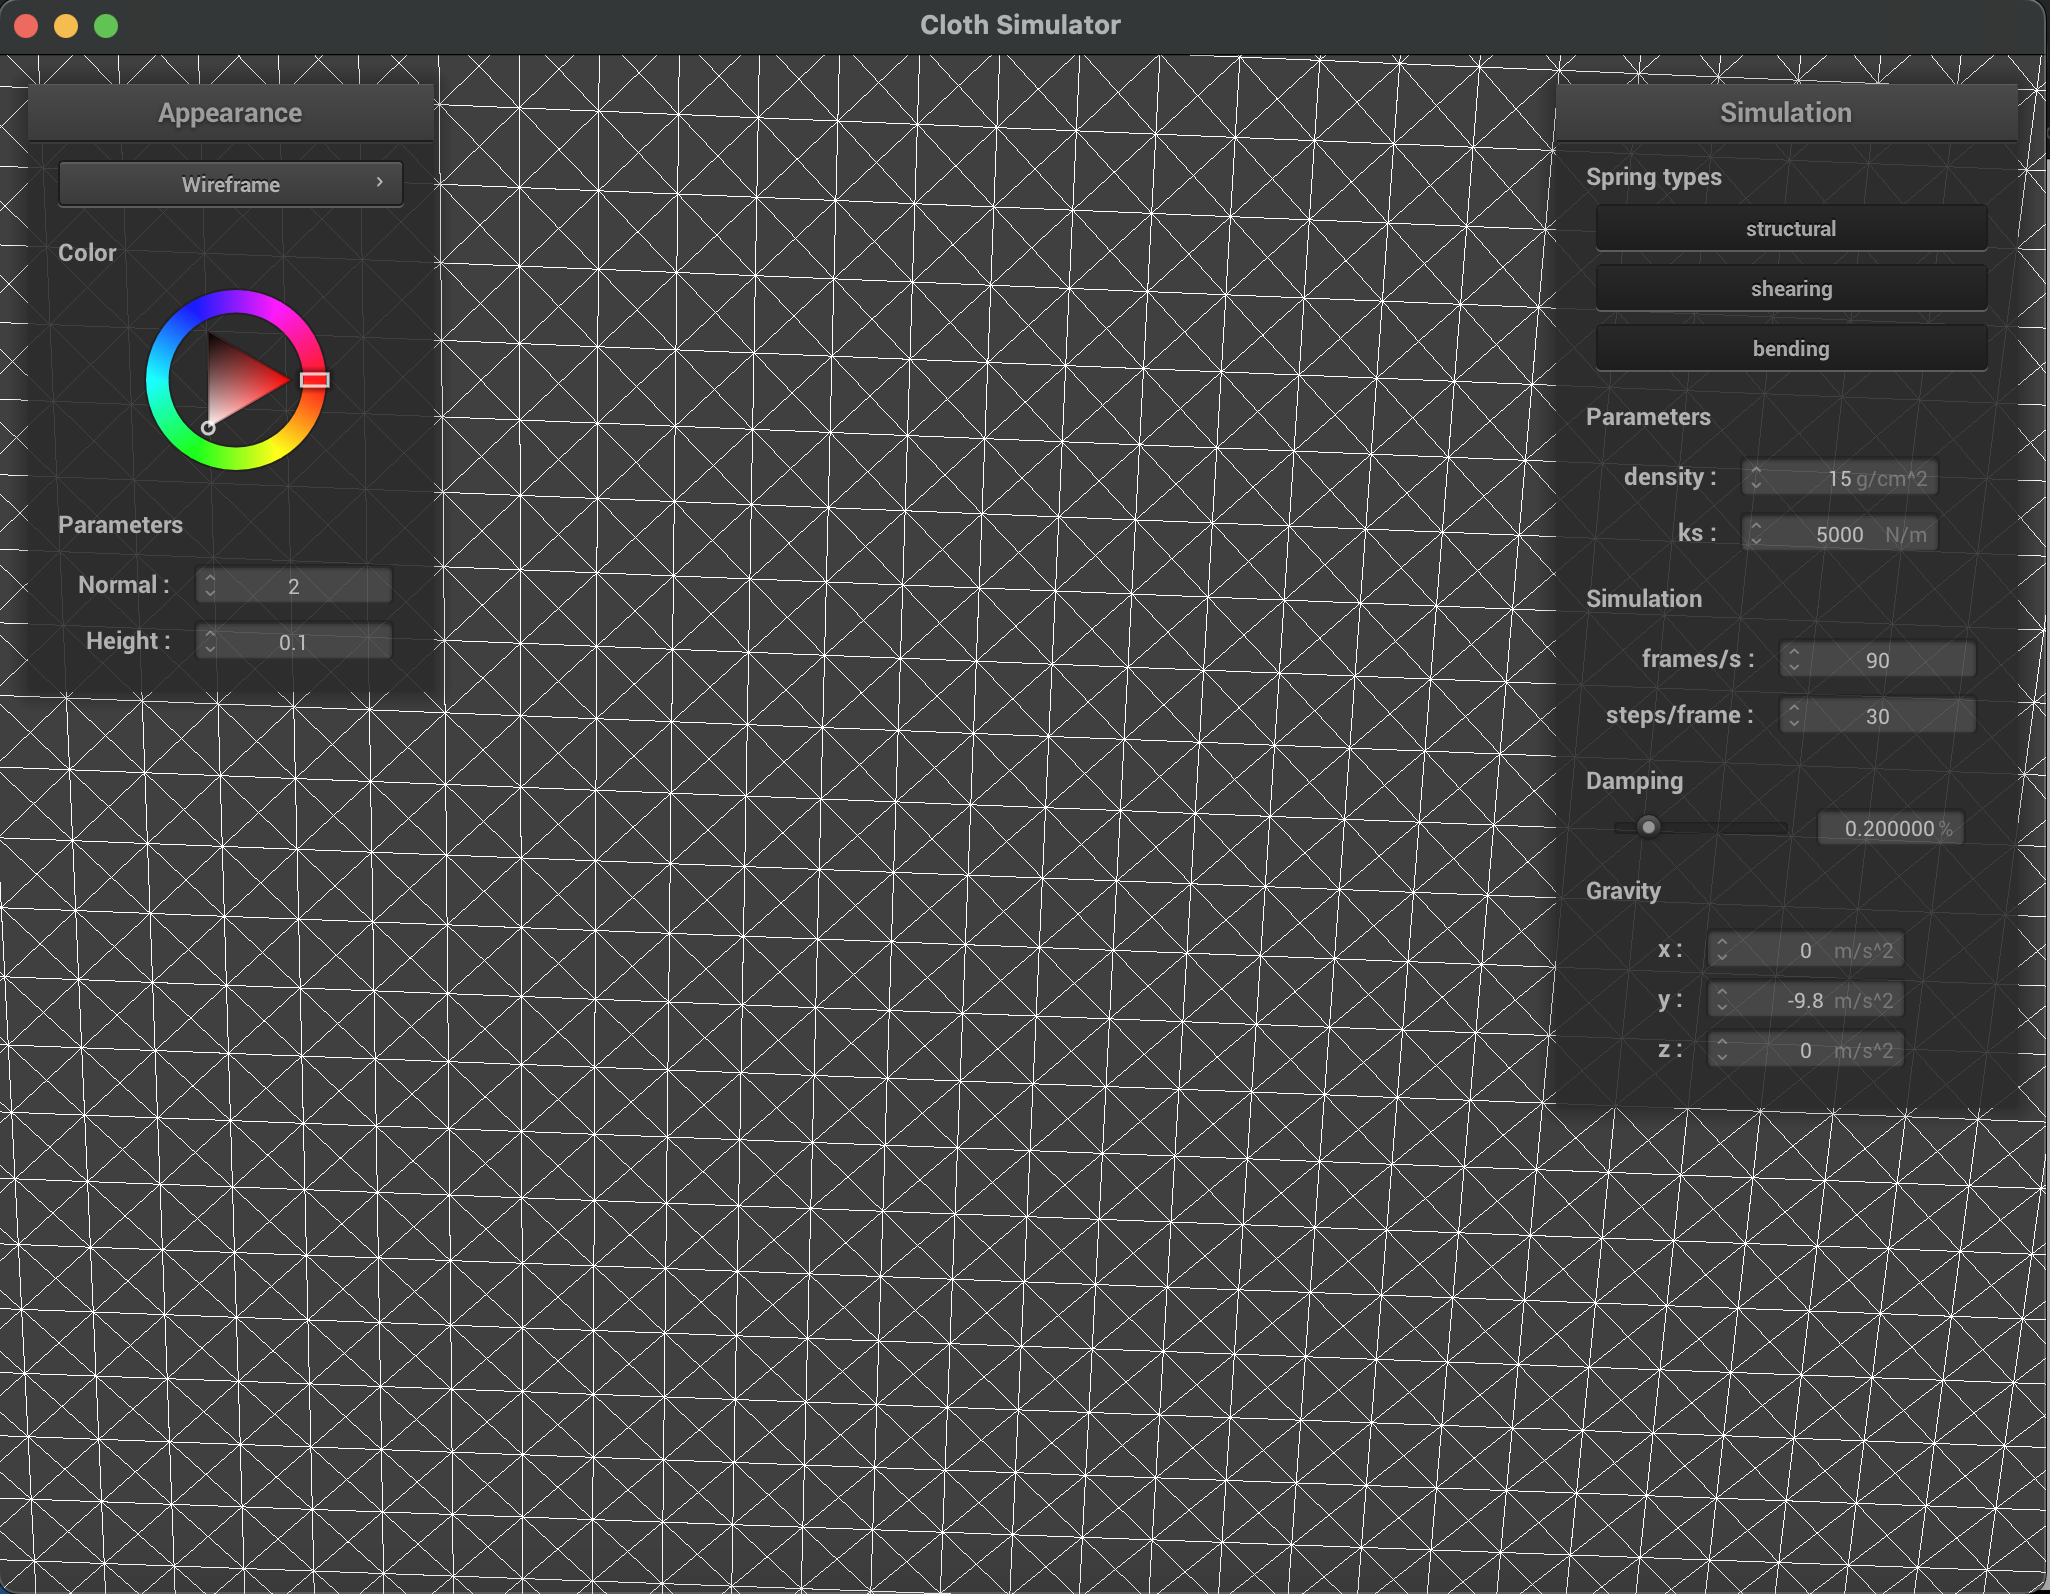 Cloth Simulator
Appearance
Wireframe
Color
Parameters
Normal : 2
Height : 0.1
Simulation
Spring types
structural
shearing
bending
Parameters
density : 15 g/cm^2
ks : 5000 N/m
Simulation
frames/s : 90
steps/frame : 30
Damping
0.200000 %
Gravity
x : 0 m/s^2
y : -9.8 m/s^2
z : 0 m/s^2